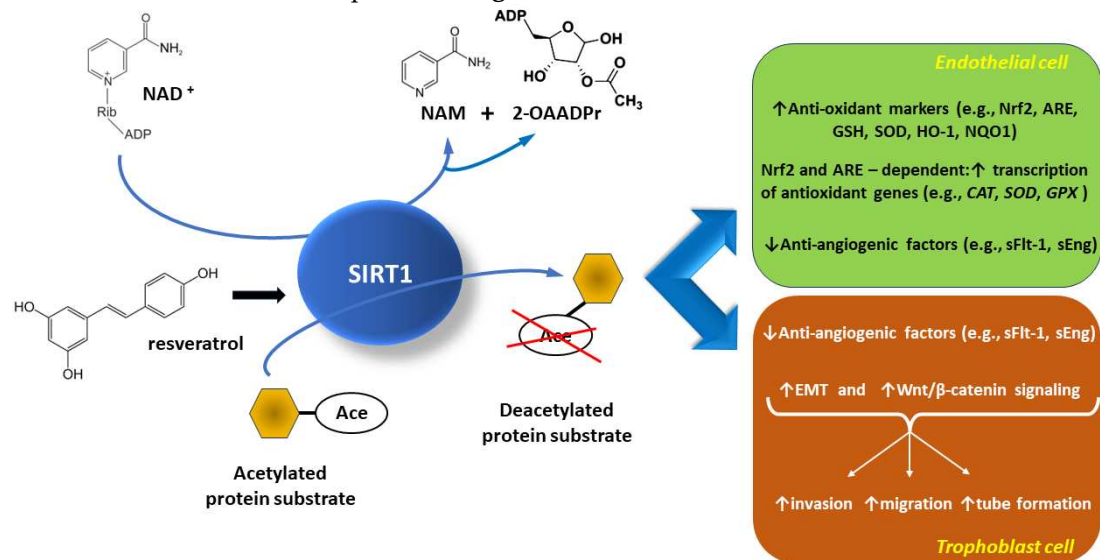 O
NH₂
N⁺
Rib
ADP
NAD ⁺
O
NH₂
N
NAM + 2-OAADPr
ADP
O
OH
HO
O
O
CH₃
SIRT1
OH
HO
OH
resveratrol
Ace
Acetylated
protein substrate
Ace
Deacetylated
protein substrate
Endothelial cell
↑Anti-oxidant markers (e.g., Nrf2, ARE,
GSH, SOD, HO-1, NQO1)
Nrf2 and ARE – dependent:↑ transcription
of antioxidant genes (e.g., CAT, SOD, GPX )
↓Anti-angiogenic factors (e.g., sFlt-1, sEng)
↓Anti-angiogenic factors (e.g., sFlt-1, sEng)
↑EMT and ↑Wnt/β-catenin signaling
↑invasion ↑migration ↑tube formation
Trophoblast cell